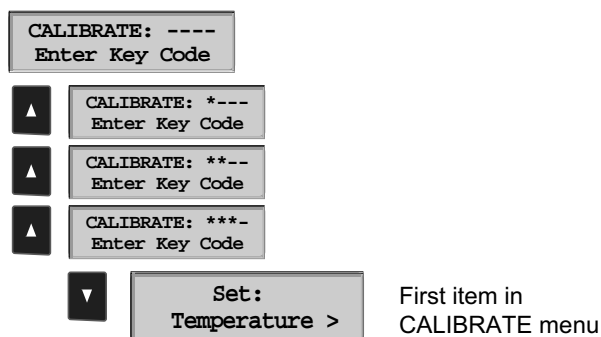 CALIBRATE: ----
Enter Key Code
CALIBRATE: *---
Enter Key Code
CALIBRATE: **--
Enter Key Code
CALIBRATE: ***-
Enter Key Code
Set:
Temperature >
First item in
CALIBRATE menu